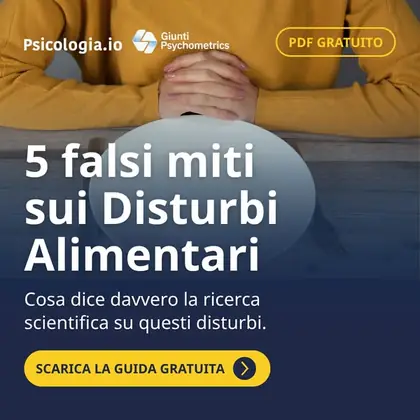 Psicologia.io
Giunti
Psychometrics
PDF GRATUITO
5 falsi miti
sui Disturbi
Alimentari
Cosa dice davvero la ricerca
scientifica su questi disturbi.
SCARICA LA GUIDA GRATUITA